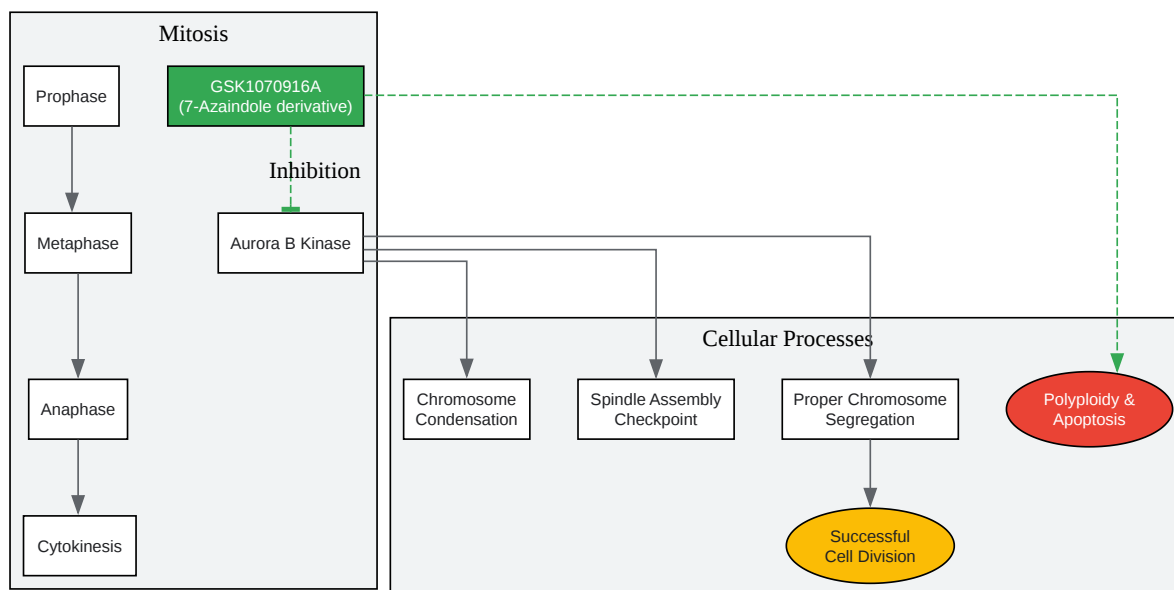 Mitosis
Prophase
GSK1070916A
(7-Azaindole derivative)
Inhibition
Metaphase
Aurora B Kinase
Cellular Processes
Anaphase
Chromosome
Condensation
Spindle Assembly
Checkpoint
Proper Chromosome
Segregation
Polyploidy &
Apoptosis
Cytokinesis
Successful
Cell Division